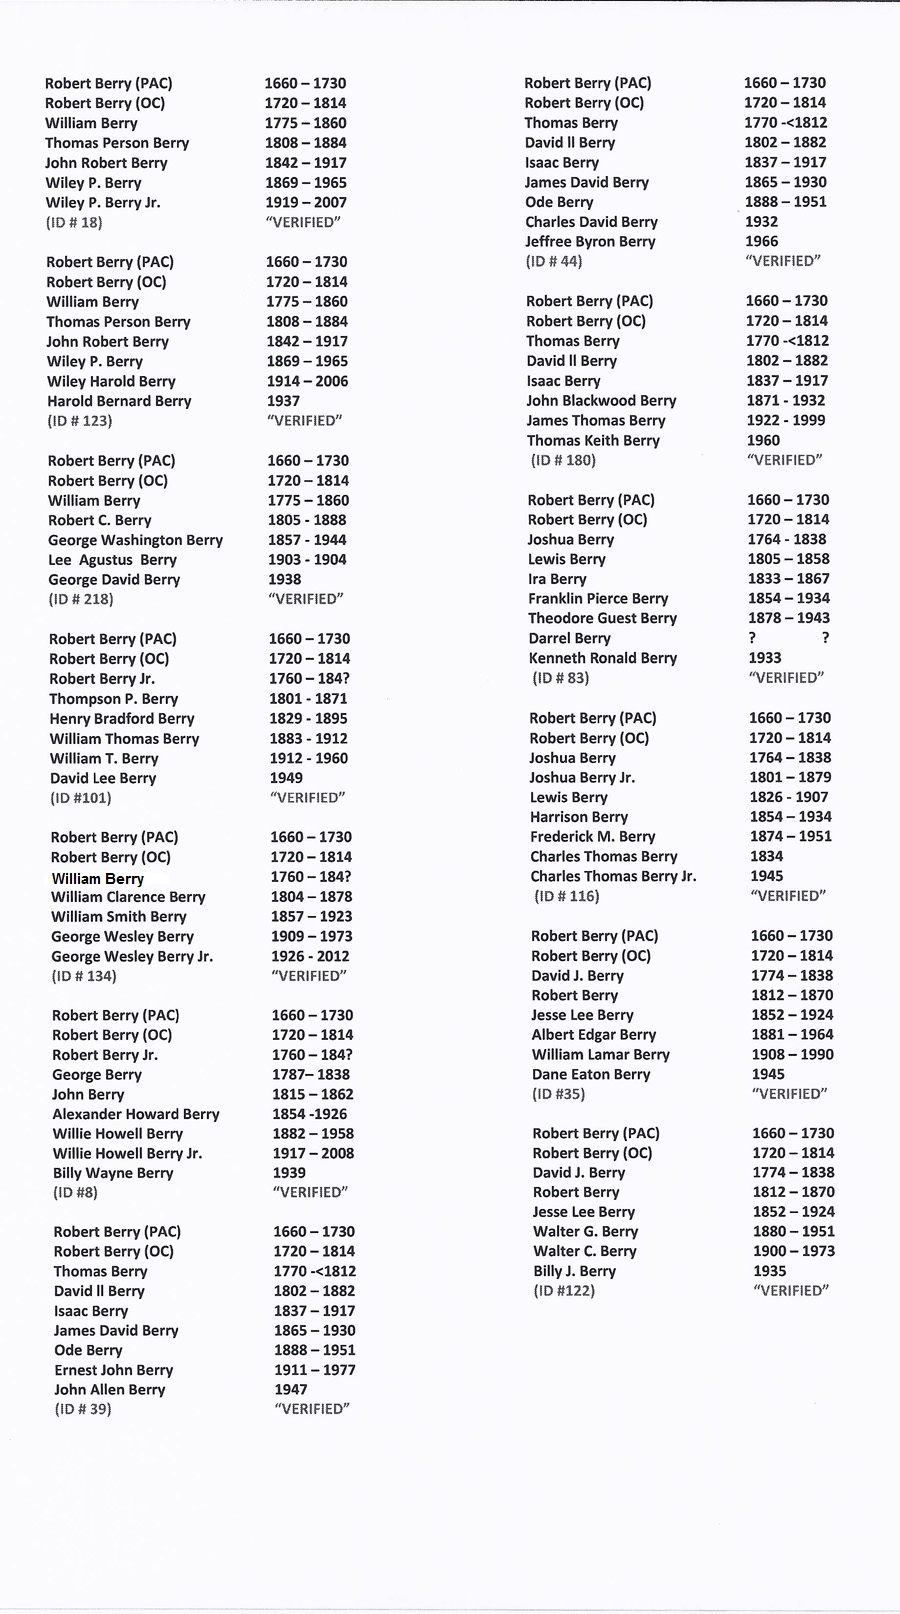 Robert Berry (PAC) 1660 – 1730
Robert Berry (OC) 1720 – 1814
William Berry 1775 – 1860
Thomas Person Berry 1808 – 1884
John Robert Berry 1842 – 1917
Wiley P. Berry 1869 – 1965
Wiley P. Berry Jr. 1919 – 2007
(ID # 18) “VERIFIED”
Robert Berry (PAC) 1660 – 1730
Robert Berry (OC) 1720 – 1814
William Berry 1775 – 1860
Thomas Person Berry 1808 – 1884
John Robert Berry 1842 – 1917
Wiley P. Berry 1869 – 1965
Wiley Harold Berry 1914 – 2006
Harold Bernard Berry 1937
(ID # 123) “VERIFIED”
Robert Berry (PAC) 1660 – 1730
Robert Berry (OC) 1720 – 1814
William Berry 1775 – 1860
Robert C. Berry 1805 - 1888
George Washington Berry 1857 - 1944
Lee Agustus Berry 1903 - 1904
George David Berry 1938
(ID # 218) “VERIFIED”
Robert Berry (PAC) 1660 – 1730
Robert Berry (OC) 1720 – 1814
Robert Berry Jr. 1760 – 184?
Thompson P. Berry 1801 - 1871
Henry Bradford Berry 1829 - 1895
William Thomas Berry 1883 - 1912
William T. Berry 1912 - 1960
David Lee Berry 1949
(ID #101) “VERIFIED”
Robert Berry (PAC) 1660 – 1730
Robert Berry (OC) 1720 – 1814
William Berry 1760 – 184?
William Clarence Berry 1804 – 1878
William Smith Berry 1857 – 1923
George Wesley Berry 1909 – 1973
George Wesley Berry Jr. 1926 - 2012
(ID # 134) “VERIFIED”
Robert Berry (PAC) 1660 – 1730
Robert Berry (OC) 1720 – 1814
Robert Berry Jr. 1760 – 184?
George Berry 1787– 1838
John Berry 1815 – 1862
Alexander Howard Berry 1854 -1926
Willie Howell Berry 1882 – 1958
Willie Howell Berry Jr. 1917 – 2008
Billy Wayne Berry 1939
(ID #8) “VERIFIED”
Robert Berry (PAC) 1660 – 1730
Robert Berry (OC) 1720 – 1814
Thomas Berry 1770 -<1812
David ll Berry 1802 – 1882
Isaac Berry 1837 – 1917
James David Berry 1865 – 1930
Ode Berry 1888 – 1951
Ernest John Berry 1911 – 1977
John Allen Berry 1947
(ID # 39) “VERIFIED”
Robert Berry (PAC) 1660 – 1730
Robert Berry (OC) 1720 – 1814
Thomas Berry 1770 -<1812
David ll Berry 1802 – 1882
Isaac Berry 1837 – 1917
James David Berry 1865 – 1930
Ode Berry 1888 – 1951
Charles David Berry 1932
Jeffree Byron Berry 1966
(ID # 44) “VERIFIED”
Robert Berry (PAC) 1660 – 1730
Robert Berry (OC) 1720 – 1814
Thomas Berry 1770 -<1812
David ll Berry 1802 – 1882
Isaac Berry 1837 – 1917
John Blackwood Berry 1871 - 1932
James Thomas Berry 1922 - 1999
Thomas Keith Berry 1960
(ID # 180) “VERIFIED”
Robert Berry (PAC) 1660 – 1730
Robert Berry (OC) 1720 – 1814
Joshua Berry 1764 - 1838
Lewis Berry 1805 – 1858
Ira Berry 1833 – 1867
Franklin Pierce Berry 1854 – 1934
Theodore Guest Berry 1878 – 1943
Darrel Berry ? ?
Kenneth Ronald Berry 1933
(ID # 83) “VERIFIED”
Robert Berry (PAC) 1660 – 1730
Robert Berry (OC) 1720 – 1814
Joshua Berry 1764 – 1838
Joshua Berry Jr. 1801 – 1879
Lewis Berry 1826 - 1907
Harrison Berry 1854 – 1934
Frederick M. Berry 1874 – 1951
Charles Thomas Berry 1834
Charles Thomas Berry Jr. 1945
(ID # 116) “VERIFIED”
Robert Berry (PAC) 1660 – 1730
Robert Berry (OC) 1720 – 1814
David J. Berry 1774 – 1838
Robert Berry 1812 – 1870
Jesse Lee Berry 1852 – 1924
Albert Edgar Berry 1881 – 1964
William Lamar Berry 1908 – 1990
Dane Eaton Berry 1945
(ID #35) “VERIFIED”
Robert Berry (PAC) 1660 – 1730
Robert Berry (OC) 1720 – 1814
David J. Berry 1774 – 1838
Robert Berry 1812 – 1870
Jesse Lee Berry 1852 – 1924
Walter G. Berry 1880 – 1951
Walter C. Berry 1900 – 1973
Billy J. Berry 1935
(ID #122) “VERIFIED”